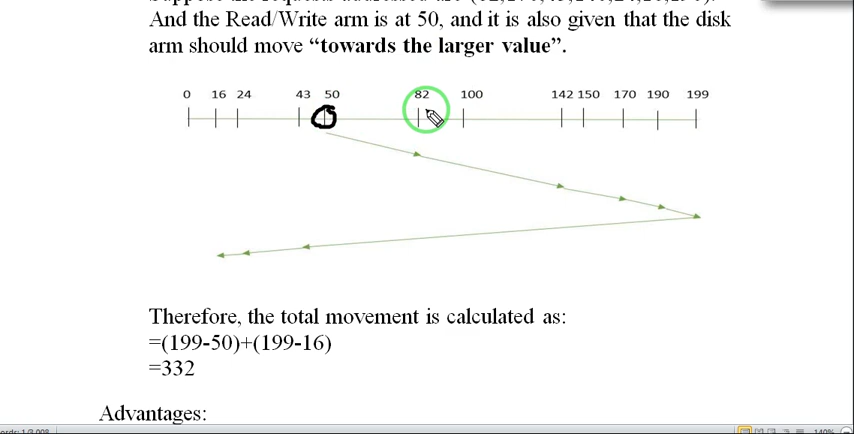 And the Read/Write arm is at 50, and it is also given that the disk
arm should move “towards the larger value”.
0 16 24 43 50 82 100 142 150 170 190 199
Therefore, the total movement is calculated as:
=(199-50)+(199-16)
=332
Advantages:
140%